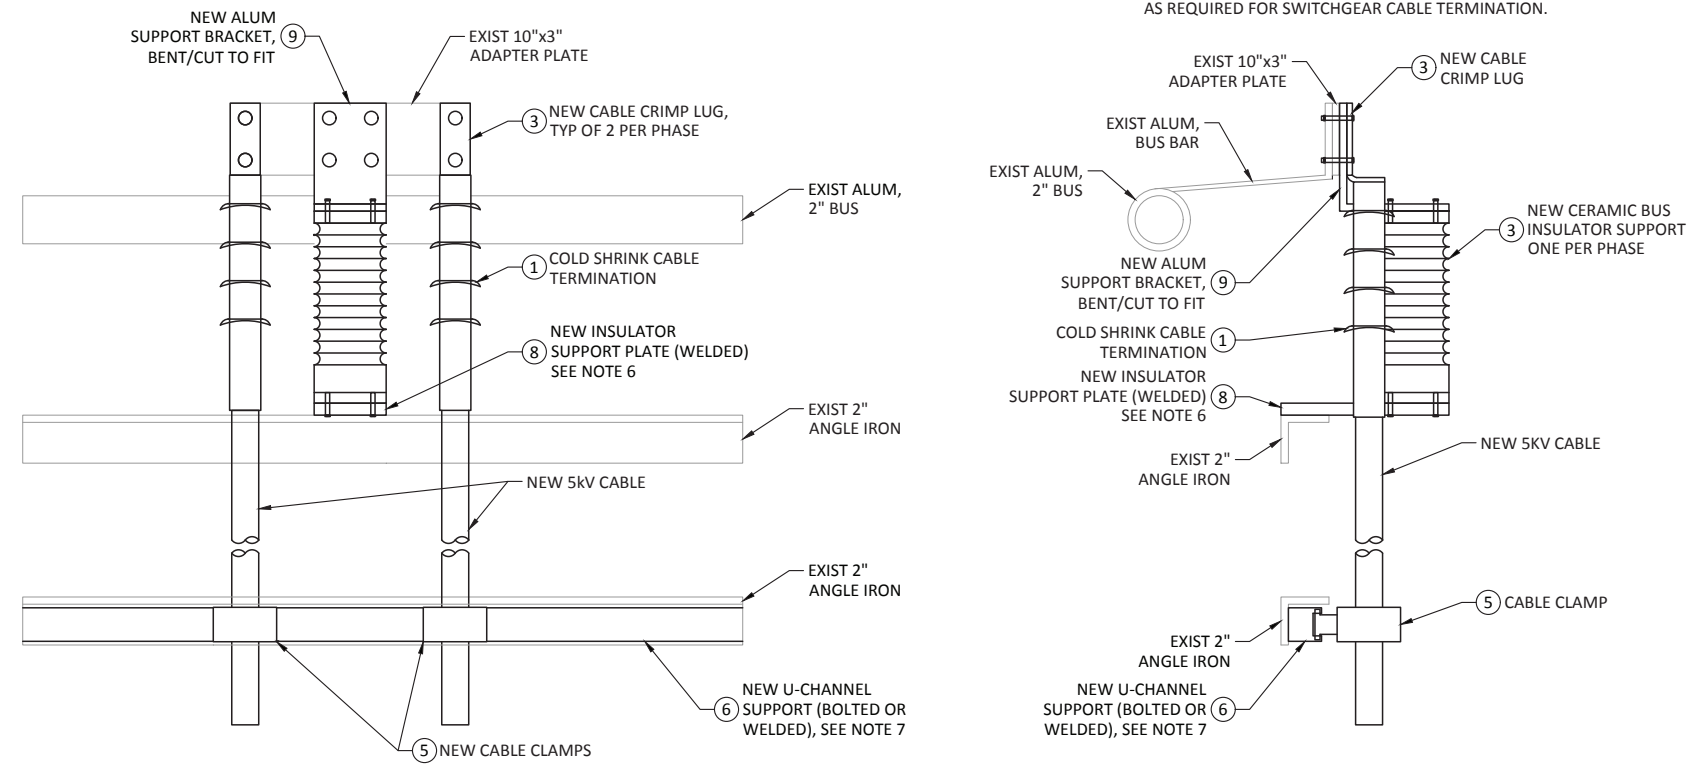 NEW ALUM
SUPPORT BRACKET,
BENT/CUT TO FIT
9
EXIST 10"x3"
ADAPTER PLATE
3
NEW CABLE CRIMP LUG,
TYP OF 2 PER PHASE
EXIST ALUM,
2" BUS
1
COLD SHRINK CABLE
TERMINATION
8
NEW INSULATOR
SUPPORT PLATE (WELDED)
SEE NOTE 6
EXIST 2"
ANGLE IRON
NEW 5kV CABLE
EXIST 2"
ANGLE IRON
6
NEW U-CHANNEL
SUPPORT (BOLTED OR
WELDED), SEE NOTE 7
5
NEW CABLE CLAMPS
AS REQUIRED FOR SWITCHGEAR CABLE TERMINATION.
EXIST 10"x3"
ADAPTER PLATE
3
NEW CABLE
CRIMP LUG
EXIST ALUM,
BUS BAR
EXIST ALUM,
2" BUS
3
NEW CERAMIC BUS
INSULATOR SUPPORT
ONE PER PHASE
NEW ALUM
SUPPORT BRACKET,
BENT/CUT TO FIT
9
COLD SHRINK CABLE
TERMINATION
1
NEW INSULATOR
SUPPORT PLATE (WELDED)
SEE NOTE 6
8
EXIST 2"
ANGLE IRON
NEW 5KV CABLE
5
CABLE CLAMP
EXIST 2"
ANGLE IRON
NEW U-CHANNEL
SUPPORT (BOLTED OR
WELDED), SEE NOTE 7
6